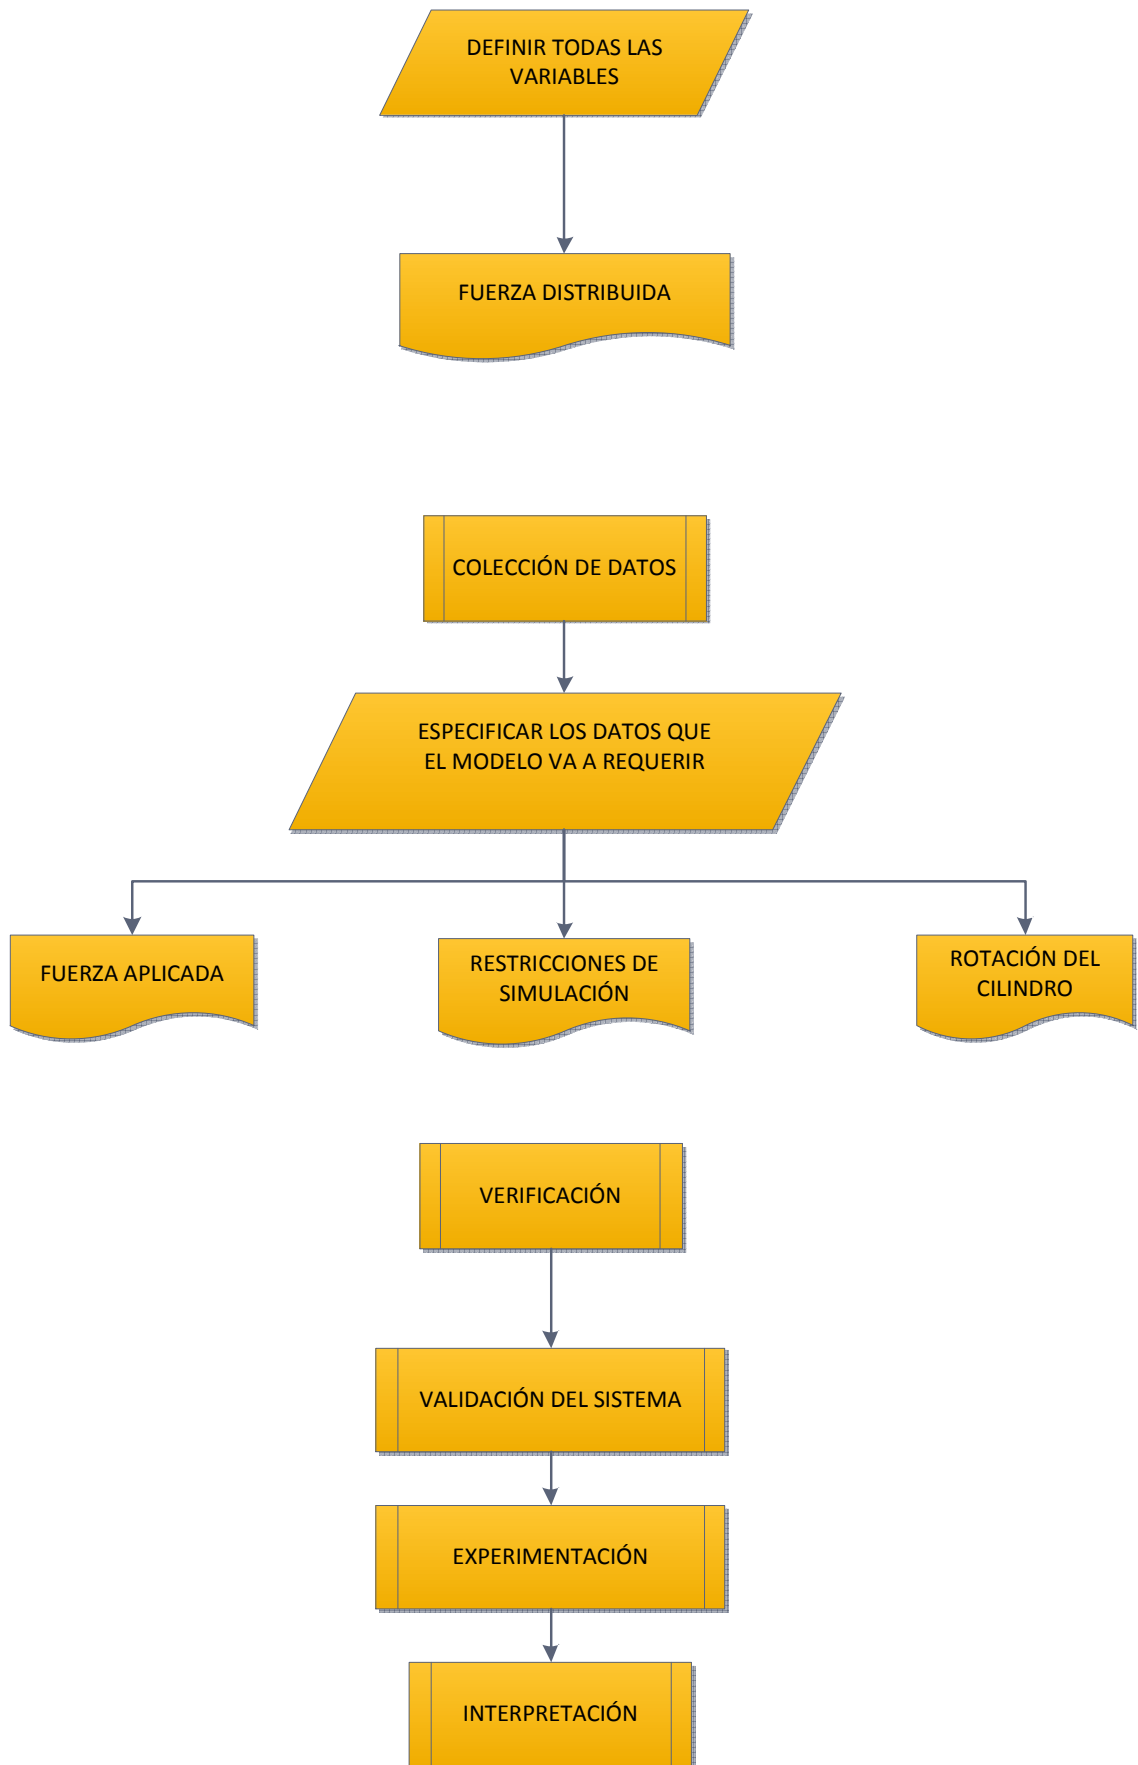 DEFINIR TODAS LAS
VARIABLES
FUERZA DISTRIBUIDA
COLECCIÓN DE DATOS
ESPECIFICAR LOS DATOS QUE
EL MODELO VA A REQUERIR
FUERZA APLICADA
RESTRICCIONES DE
SIMULACIÓN
ROTACIÓN DEL
CILINDRO
VERIFICACIÓN
VALIDACIÓN DEL SISTEMA
EXPERIMENTACIÓN
INTERPRETACIÓN